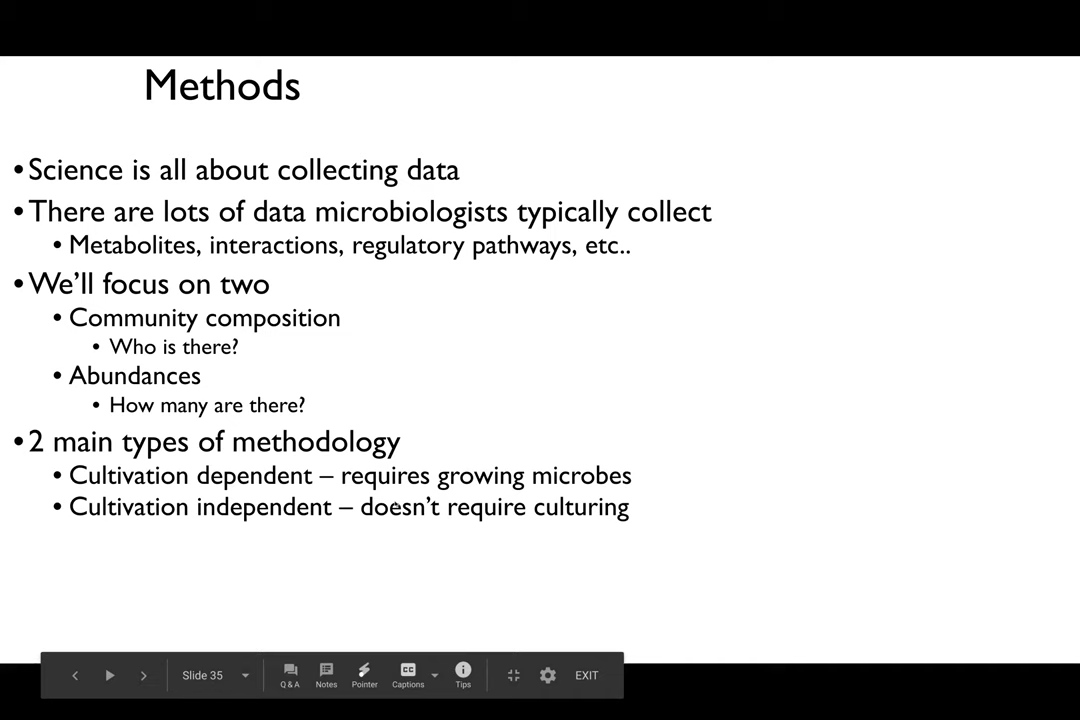 Methods
•Science is all about collecting data
•There are lots of data microbiologists typically collect
•Metabolites, interactions, regulatory pathways, etc..
•We'll focus on two
•Community composition
•Who is there?
•Abundances
•How many are there?
•2 main types of methodology
•Cultivation dependent – requires growing microbes
•Cultivation independent – doesn't require culturing
Slide 35 Q & A Notes Pointer CC Captions Tips EXIT